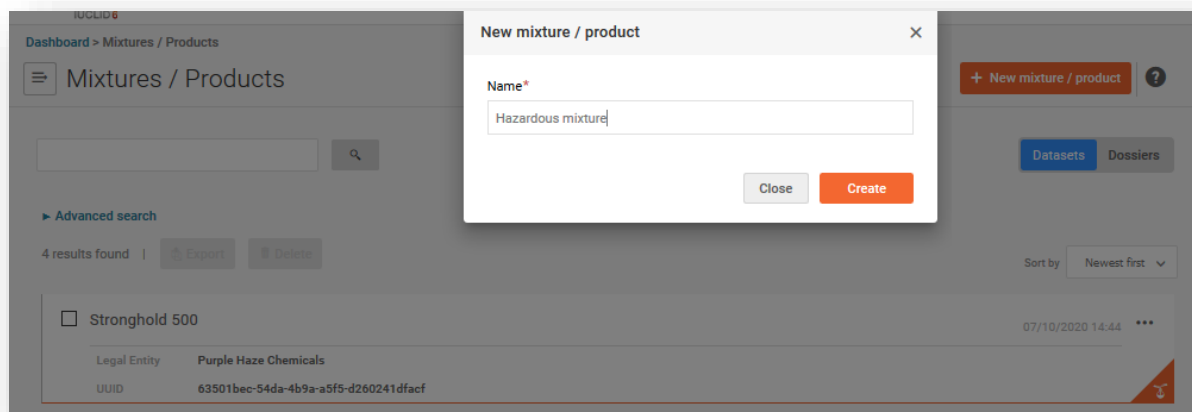 IUCLID6
New mixture / product
Dashboard > Mixtures / Products
Mixtures / Products
+ New mixture / product
Name*
Hazardous mixture
Datasets Dossiers
Close Create
Advanced search
4 results found | Export Delete
Sort by Newest first
Stronghold 500
07/10/2020 14:44
Legal Entity Purple Haze Chemicals
UUID 63501bec-54da-4b9a-a5f5-d260241dfacf